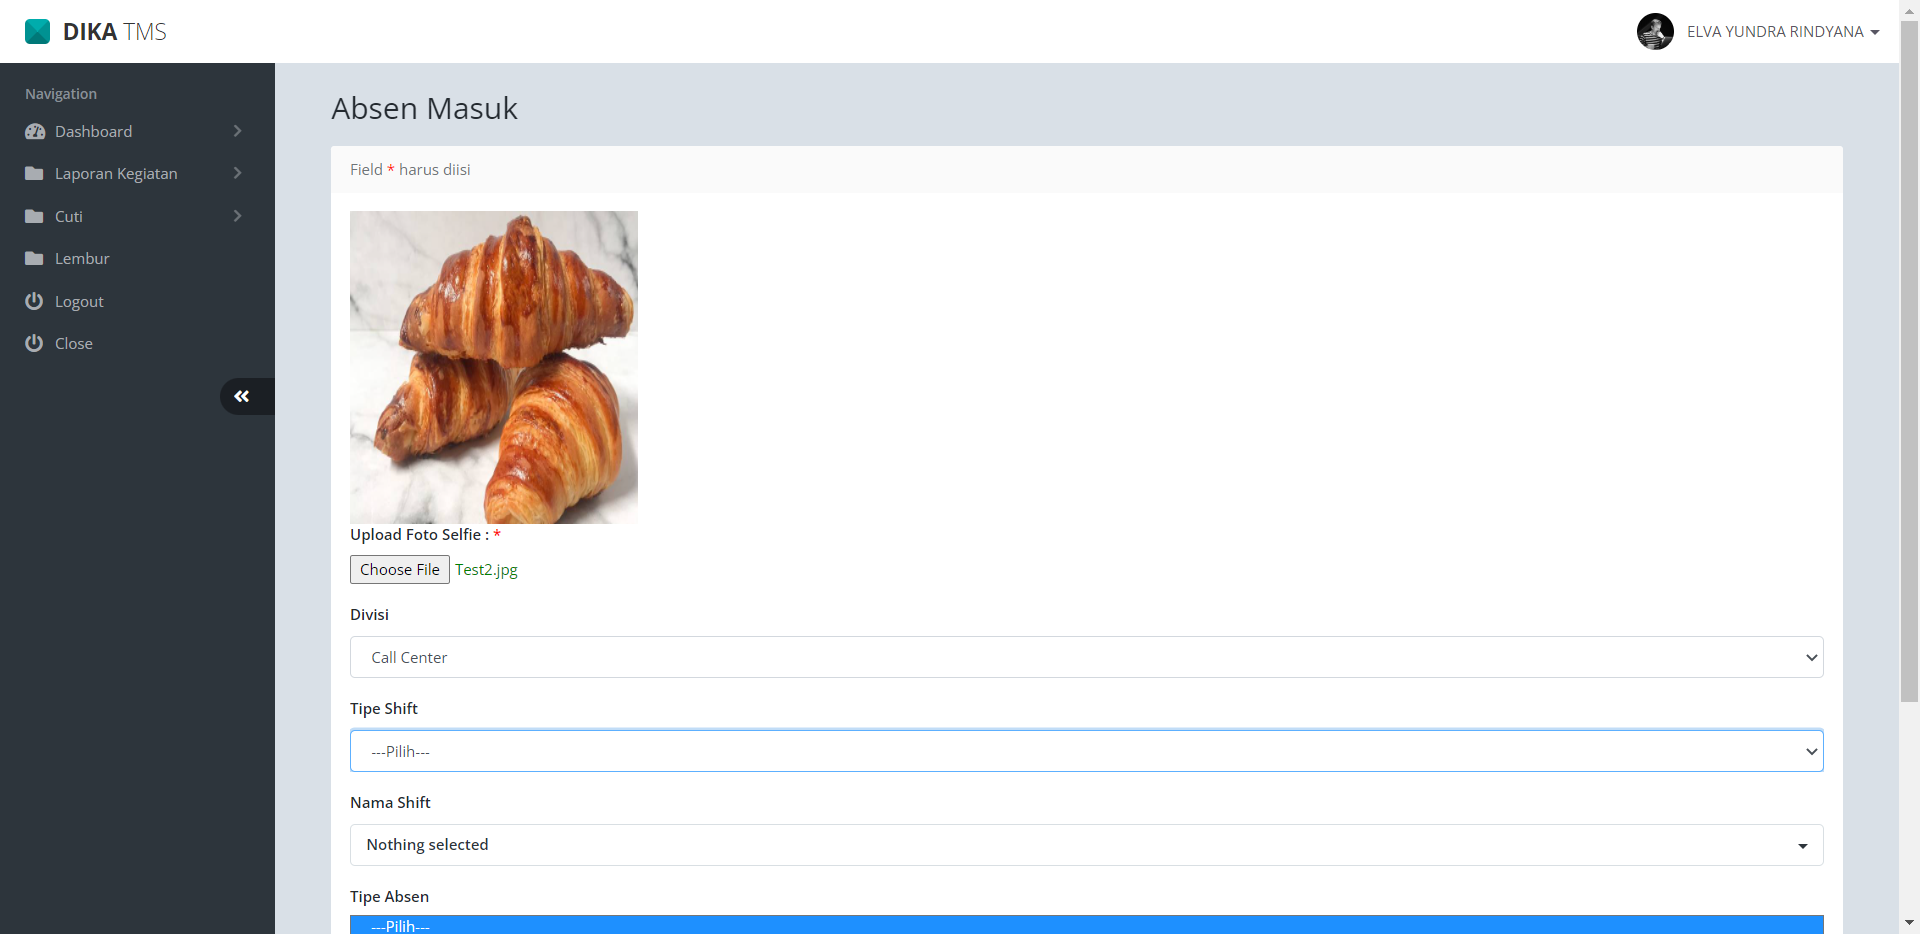 DIKA TMS
ELVA YUNDRA RINDYANA
Navigation
Dashboard
Laporan Kegiatan
Cuti
Lembur
Logout
Close
Absen Masuk
Field * harus diisi
Upload Foto Selfie : *
Choose File Test2.jpg
Divisi
Call Center
Tipe Shift
---Pilih---
Nama Shift
Nothing selected
Tipe Absen
---Pilih---